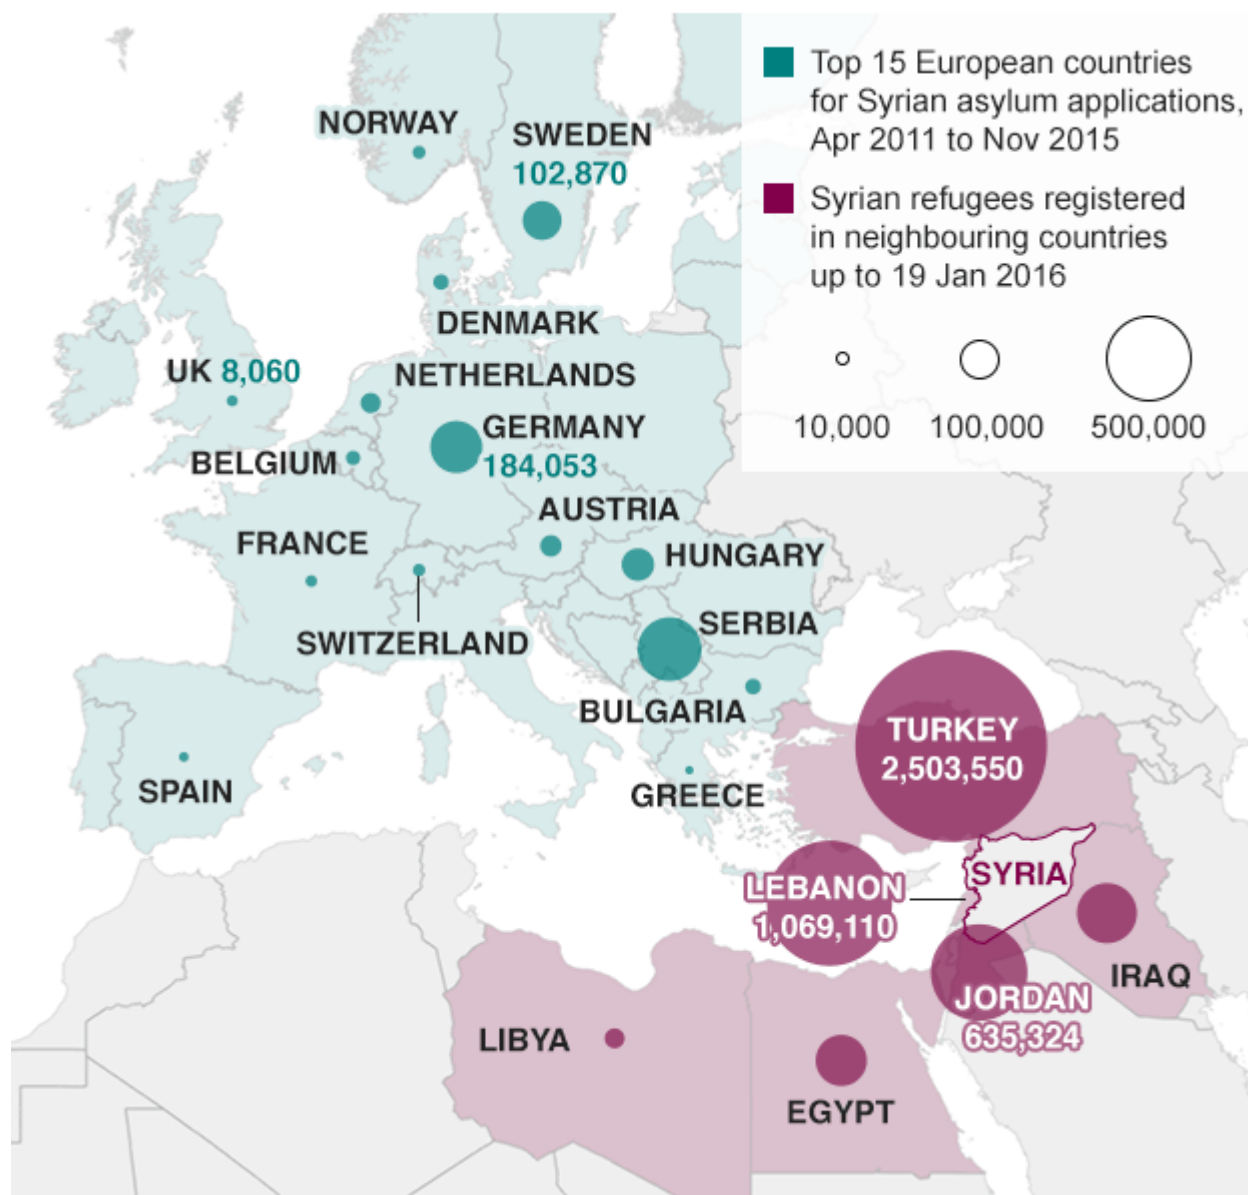 Top 15 European countries
for Syrian asylum applications,
Apr 2011 to Nov 2015
Syrian refugees registered
in neighbouring countries
up to 19 Jan 2016
10,000 100,000 500,000
NORWAY
SWEDEN
102,870
DENMARK
UK 8,060
NETHERLANDS
GERMANY
184,053
BELGIUM
AUSTRIA
FRANCE
HUNGARY
SWITZERLAND
SERBIA
BULGARIA
SPAIN
GREECE
TURKEY
2,503,550
SYRIA
LEBANON
1,069,110
IRAQ
JORDAN
635,324
LIBYA
EGYPT